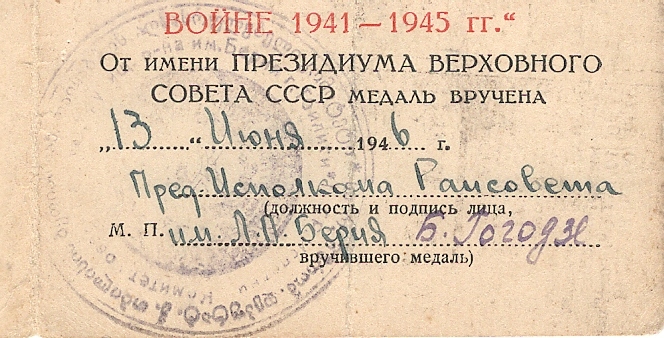 ВОЙНЕ 1941 — 1945 гг.“
От имени ПРЕЗИДИУМА ВЕРХОВНОГО
СОВЕТА СССР МЕДАЛЬ ВРУЧЕНА
„13“ Июня 1946 г.
Пред. Исполкома Райсовета
(должность и подпись лица,
М. П. им. Л.П. Берия Б. Гогодзе
вручившего медаль)